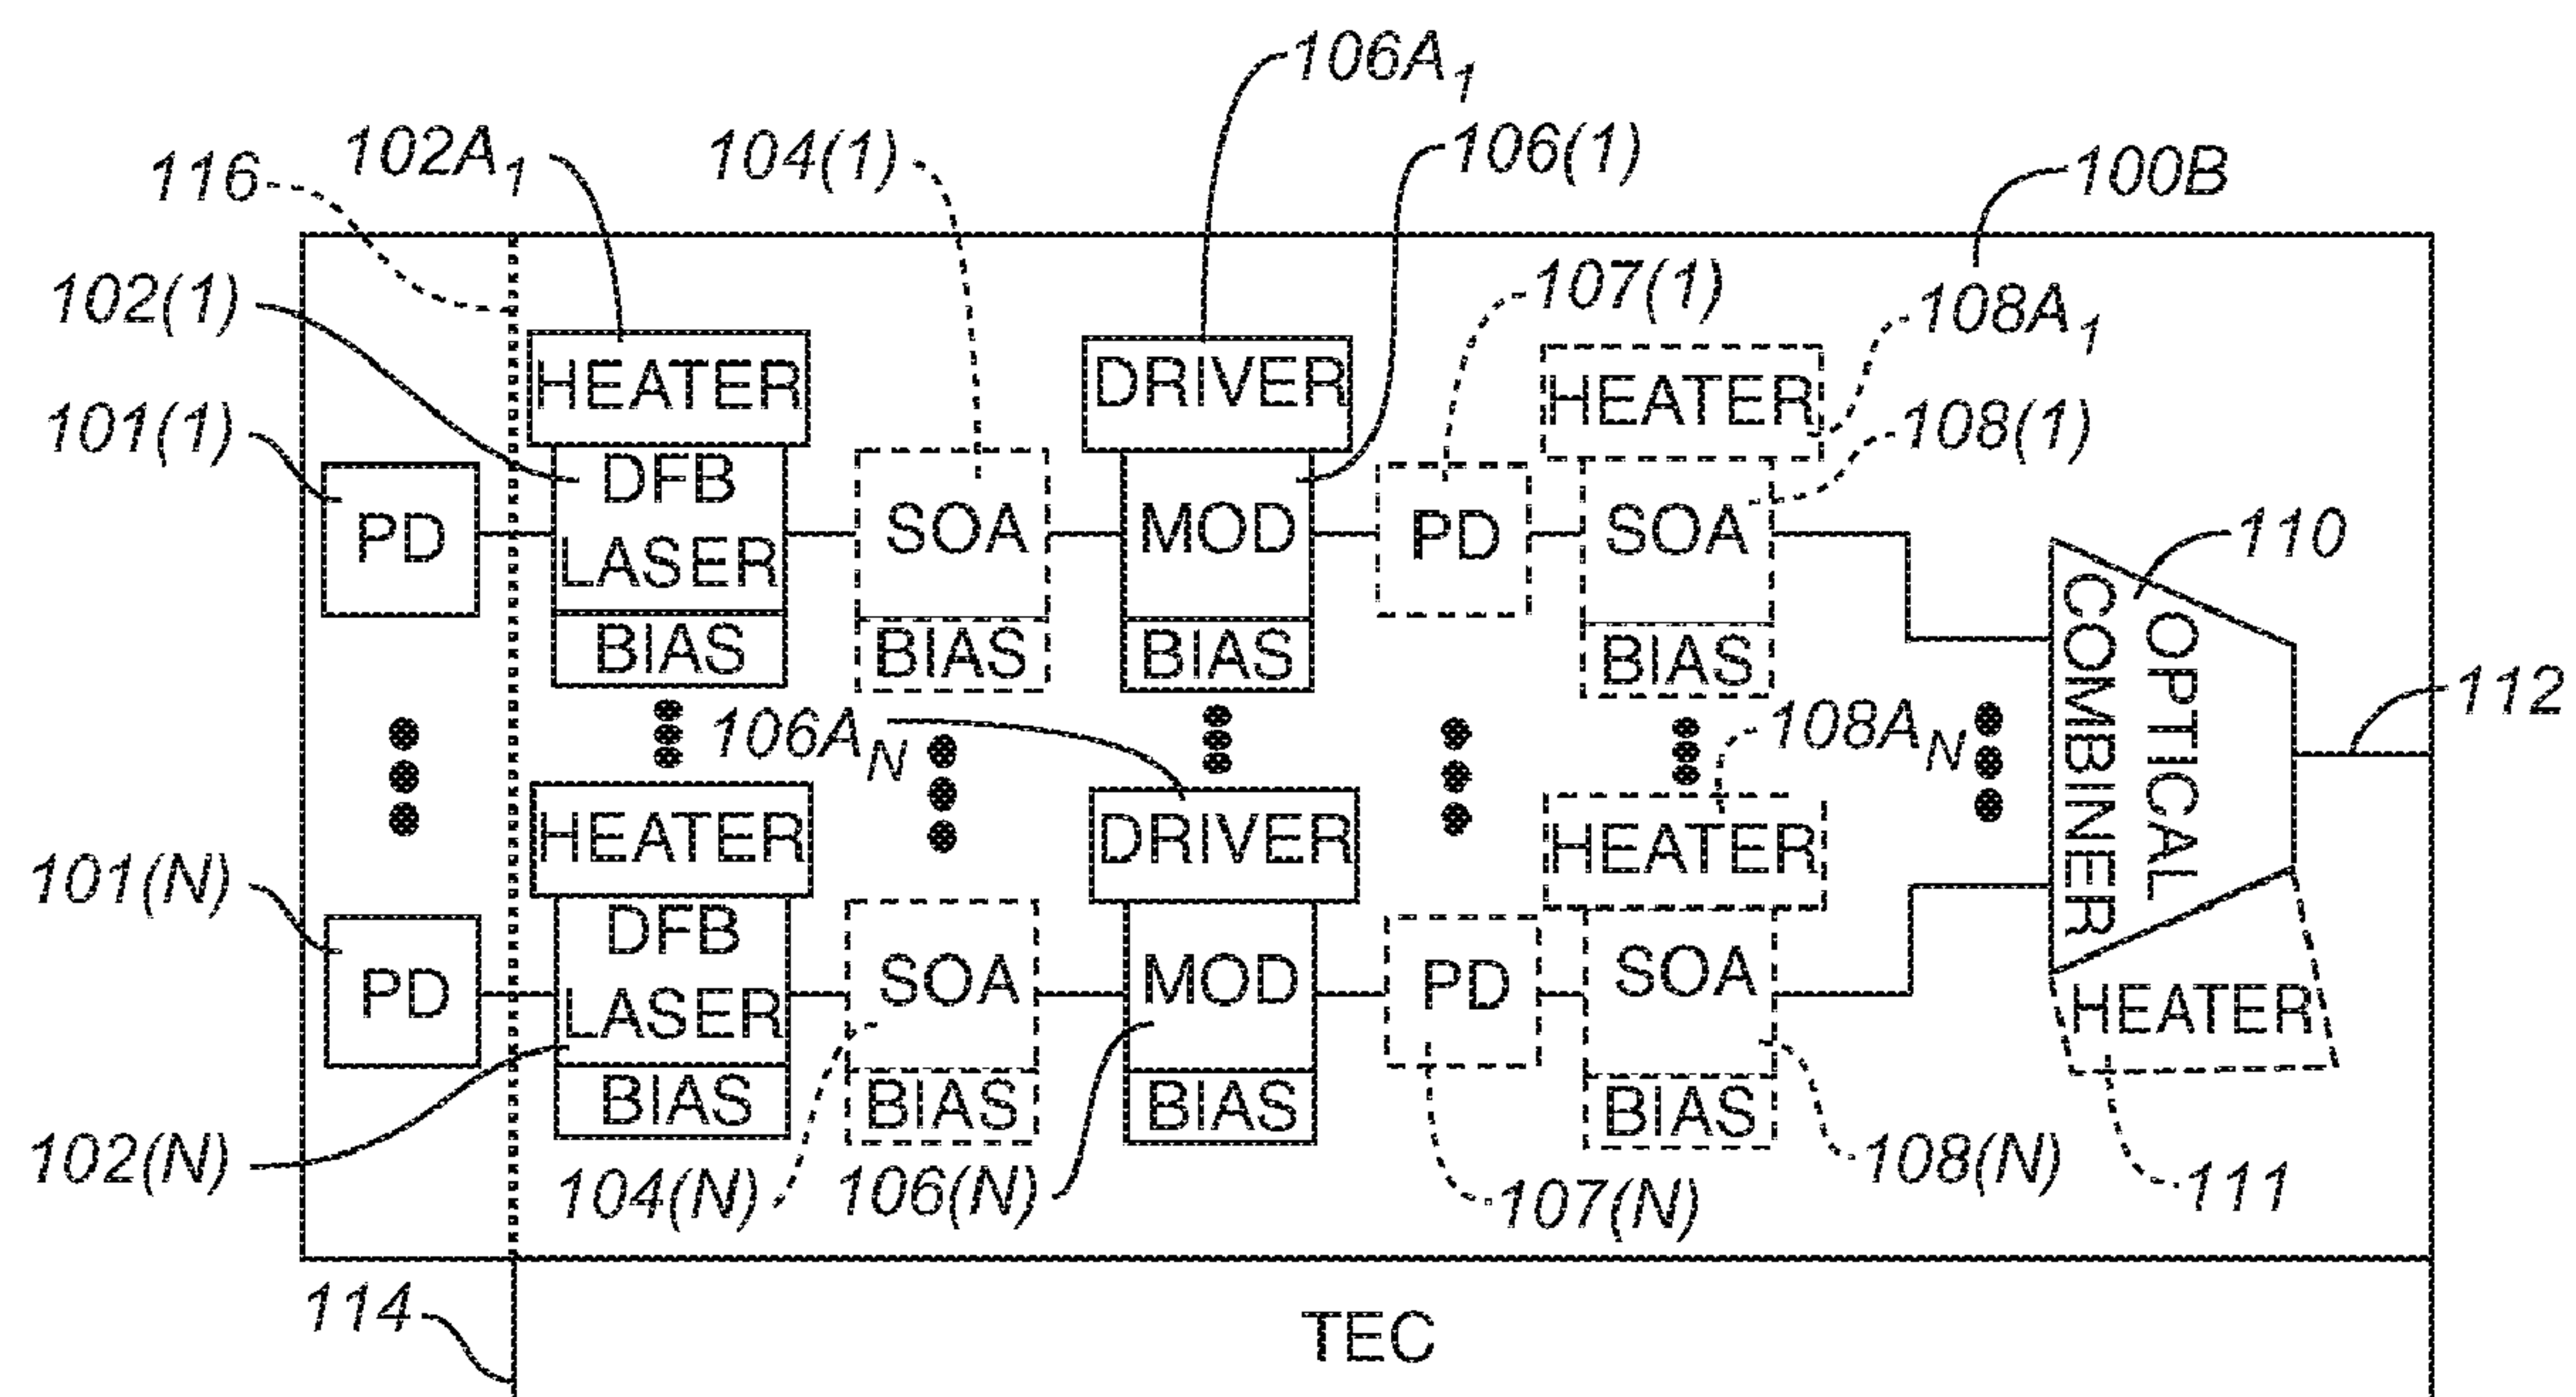 106A1
102A1
104(1)
106(1)
116
100B
102(1)
107(1)
108A1
HEATER
DRIVER
HEATER
101(1)
108(1)
DFB
LASER
PD
SOA
MOD
PD
SOA
110
BIAS
BIAS
BIAS
BIAS
OPTICAL
COMBINER
112
106AN
108AN
HEATER
DRIVER
HEATER
101(N)
DFB
LASER
PD
SOA
MOD
PD
SOA
HEATER
BIAS
BIAS
BIAS
BIAS
102(N)
104(N)
106(N)
107(N)
108(N)
111
114
TEC